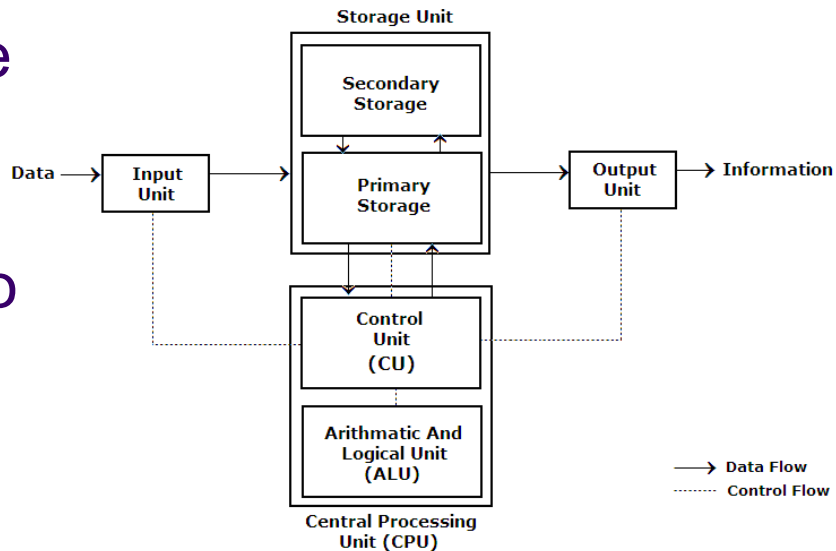 Storage Unit
e
Secondary
Storage
Data
Input
Unit
Primary
Storage
Output
Unit
Information
o
Control
Unit
(CU)
Arithmatic And
Logical Unit
(ALU)
Data Flow
Control Flow
Central Processing
Unit (CPU)